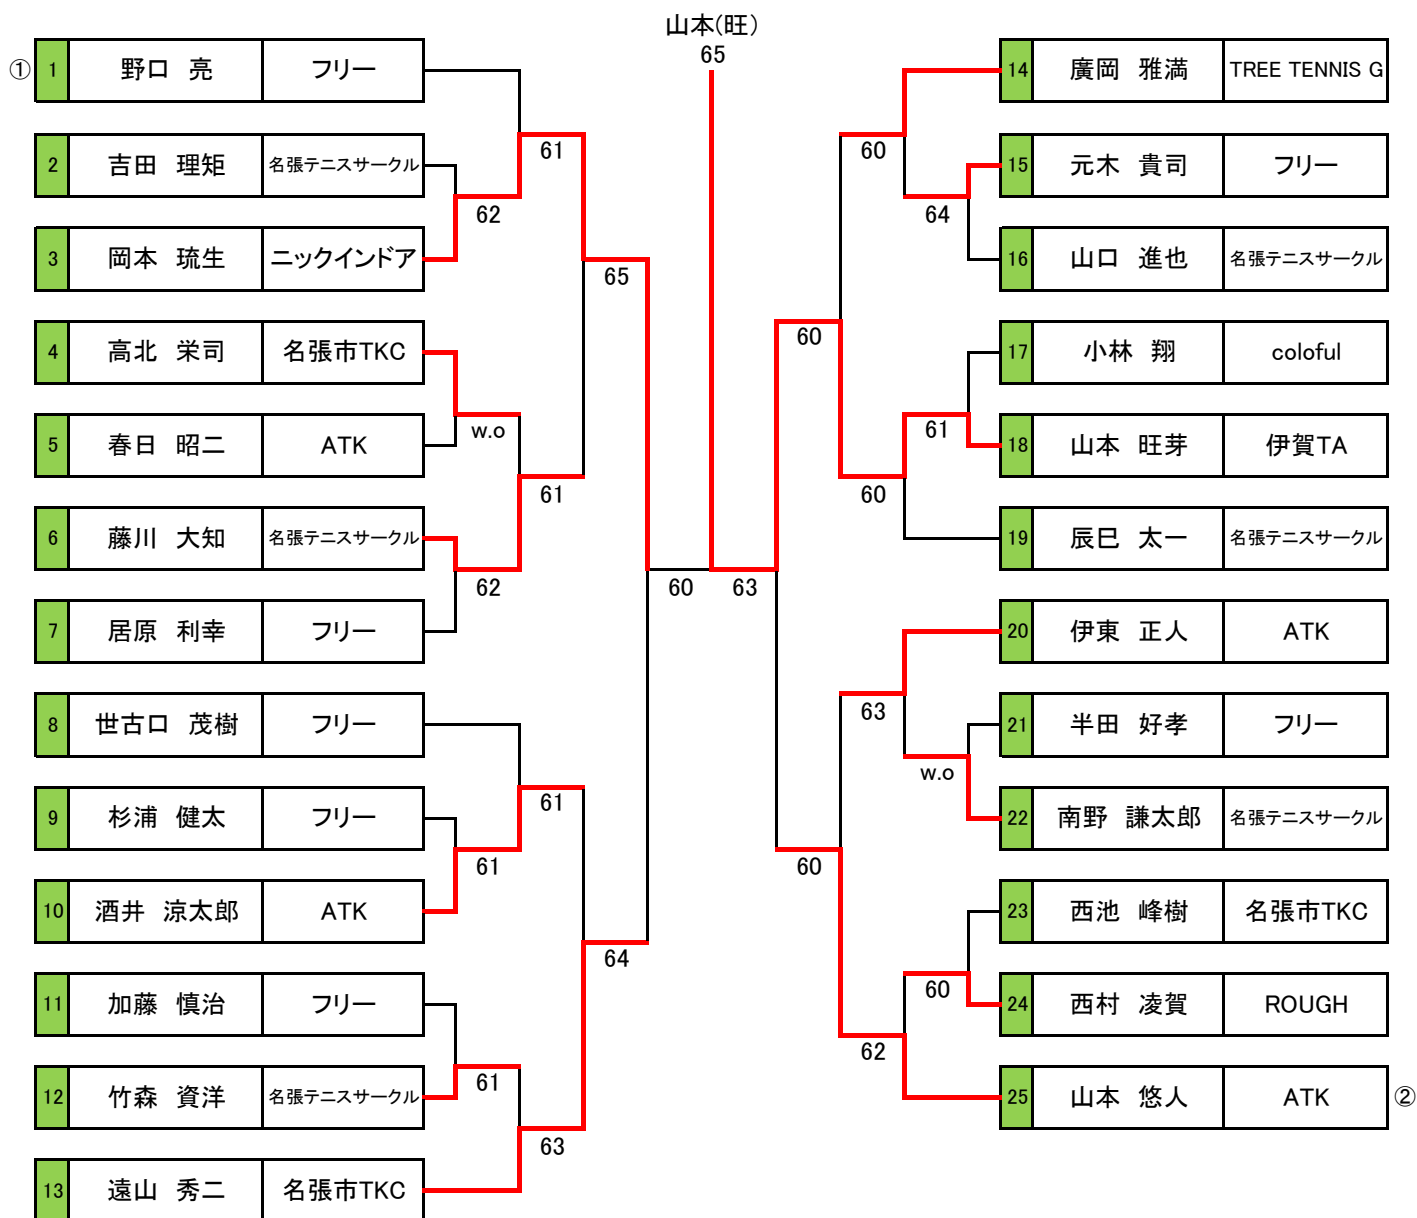 山本(旺)
65
① 1 野口 亮 フリー
2 吉田 理矩 名張テニスサークル
3 岡本 琉生 ニックインドア
4 高北 栄司 名張市TKC
5 春日 昭二 ATK
6 藤川 大知 名張テニスサークル
7 居原 利幸 フリー
8 世古口 茂樹 フリー
9 杉浦 健太 フリー
10 酒井 涼太郎 ATK
11 加藤 慎治 フリー
12 竹森 資洋 名張テニスサークル
13 遠山 秀二 名張市TKC
61
62
65
w.o
61
62
61
61
64
61
63
60
63
14 廣岡 雅満 TREE TENNIS G
15 元木 貴司 フリー
16 山口 進也 名張テニスサークル
17 小林 翔 coloful
18 山本 旺芽 伊賀TA
19 辰巳 太一 名張テニスサークル
20 伊東 正人 ATK
21 半田 好孝 フリー
22 南野 謙太郎 名張テニスサークル
23 西池 峰樹 名張市TKC
24 西村 凌賀 ROUGH
25 山本 悠人 ATK ②
60
64
60
61
60
63
w.o
60
60
62